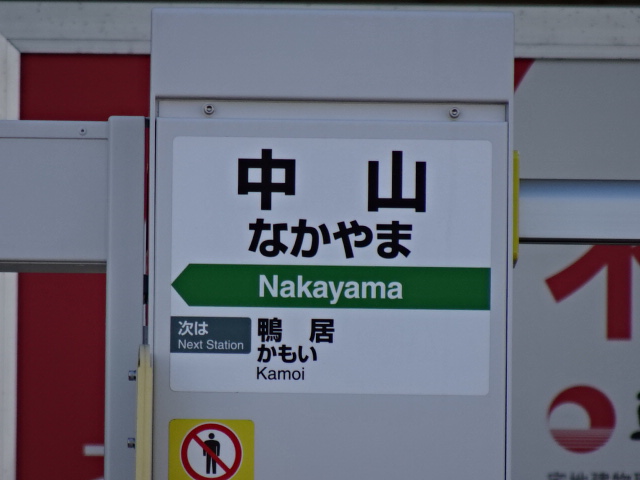 中 山
なかやま
Nakayama
次は
Next Station
鴨 居
かもい
Kamoi